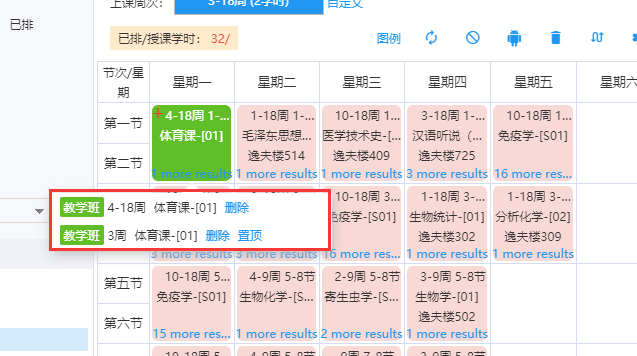 上课周次：
3-18周 (2学时)
自定义
已排
已排/授课学时： 32/
图例
节次/星期
星期一
星期二
星期三
星期四
星期五
星期六
第一节
第二节
4-18周 1-...
体育课-[01]
1 more results
1-18周 1-...
毛泽东思想...
逸夫楼514
1 more results
10-18周 1...
医学技术史-[...
逸夫楼409
1 more results
3-18周 1-...
汉语听说（...
逸夫楼725
3 more results
10-18周 1...
免疫学-[S01]
16 more results
教学班 4-18周 体育课-[01] 删除
教学班 3周 体育课-[01] 删除 置顶
3 more results
3 more results
10-18周 3...
免疫学-[S01]
16 more results
1-18周 3-...
生物统计-[01]
逸夫楼302
1 more results
1-18周 3-...
分析化学-[02]
逸夫楼309
1 more results
第五节
第六节
10-18周 5...
免疫学-[S01]
15 more results
4-9周 5-8节
生物化学-[S...
1 more results
2-9周 5-8节
寄生虫学-[S...
2 more results
3-9周 5-8节
生物学-[01]
逸夫楼502
1 more results